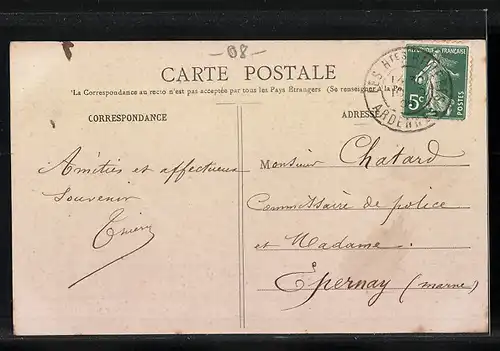 08-
CARTE POSTALE
"La Correspondance au recto n'est pas acceptée par tous les Pays Etrangers (Se renseigner à la Poste)
CORRESPONDANCE
ADRESSE
RÉPUBLIQUE FRANÇAISE
5c
POSTES
ARDENNES
Amitiés et affectueux
souvenir
Thiéry
Monsieur Chatard
Commissaire de police
et Madame
Épernay (marne)